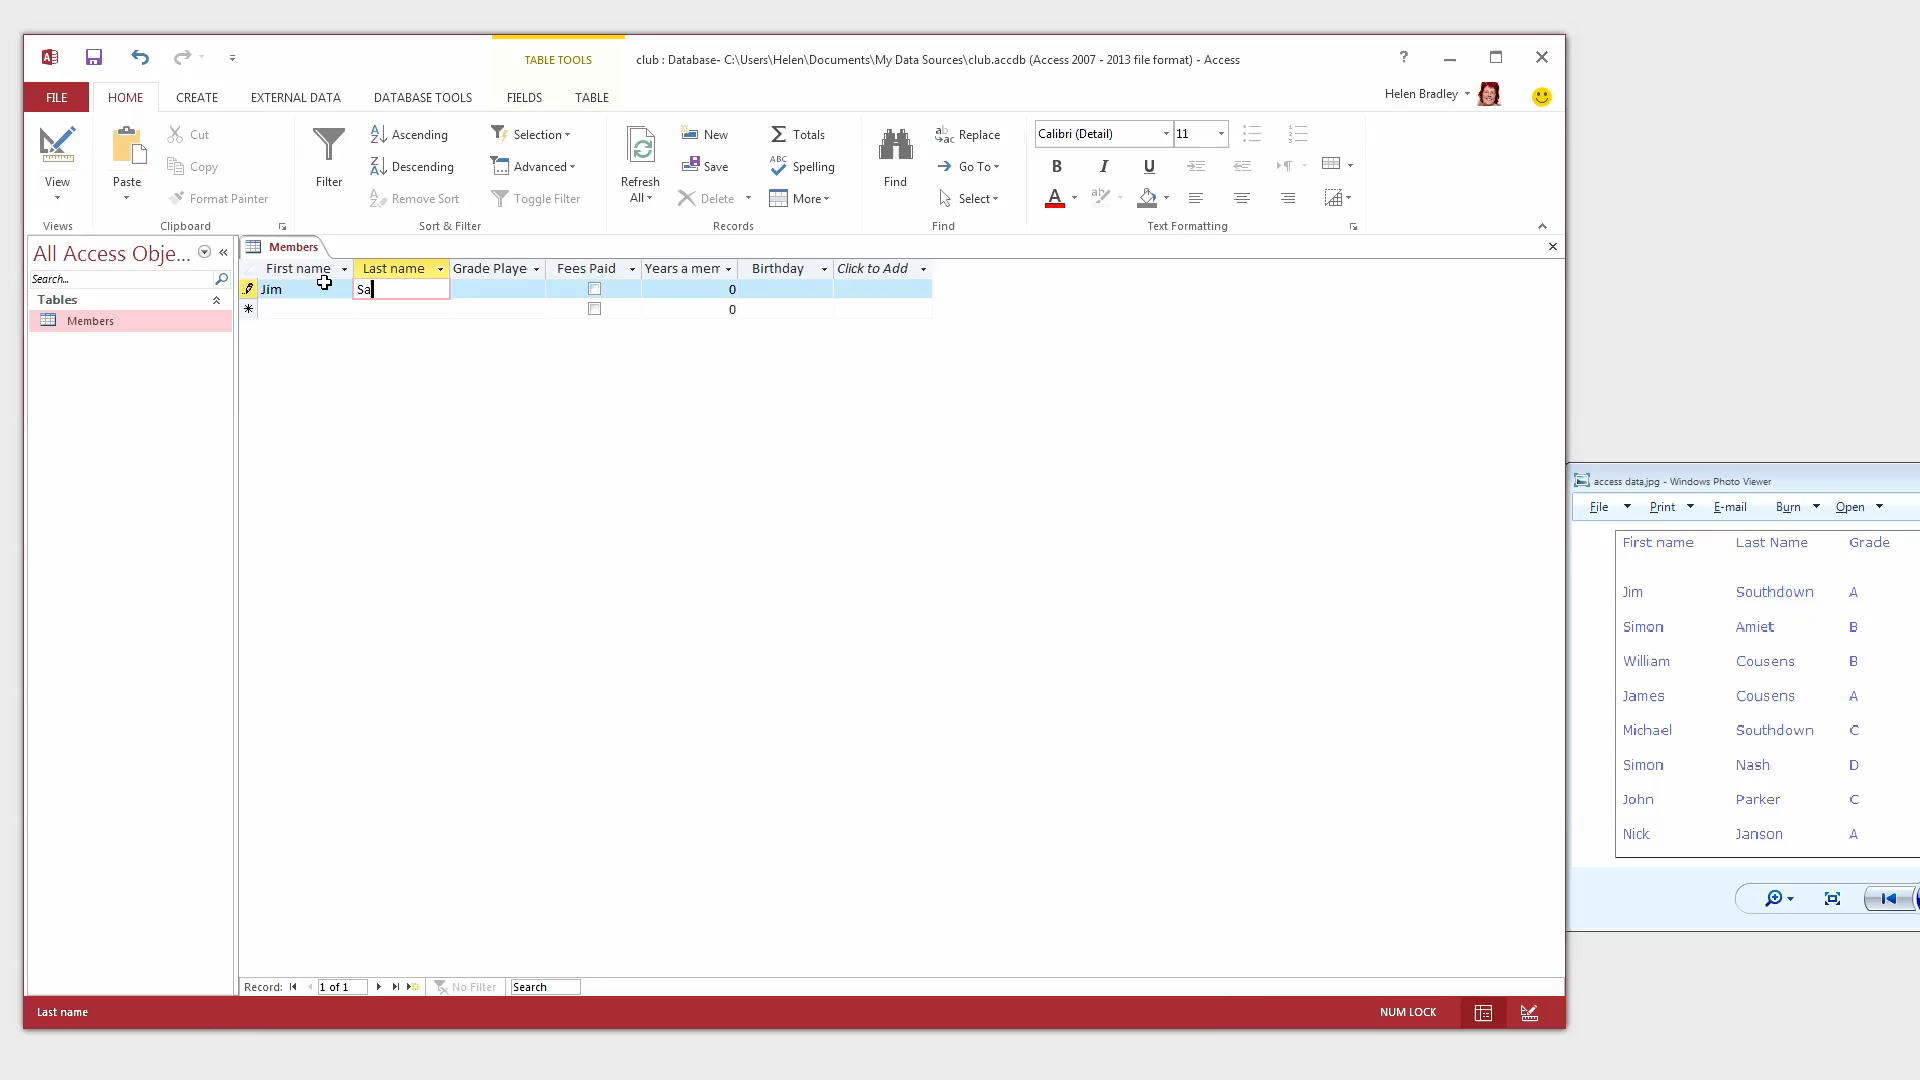 TABLE TOOLS
club : Database- C:\Users\Helen\Documents\My Data Sources\club.accdb (Access 2007 - 2013 file format) - Access
?
FILE HOME CREATE EXTERNAL DATA DATABASE TOOLS FIELDS TABLE
Helen Bradley
View
Views
Paste
Cut
Copy
Format Painter
Clipboard
Filter
Ascending
Descending
Remove Sort
Selection
Advanced
Toggle Filter
Sort & Filter
Refresh
All
New
Save
Delete
Totals
Spelling
More
Records
Find
Replace
Go To
Select
Find
Calibri (Detail) 11
B I U
Text Formatting
All Access Obje...
Search...
Tables
Members
Members
First name Last name Grade Playe Fees Paid Years a mem Birthday Click to Add
Jim Sa 0
0
Record: 1 of 1 No Filter Search
Last name
NUM LOCK
access data.jpg - Windows Photo Viewer
File Print E-mail Burn Open
First name Last Name Grade
Jim Southdown A
Simon Amiet B
William Cousens B
James Cousens A
Michael Southdown C
Simon Nash D
John Parker C
Nick Janson A